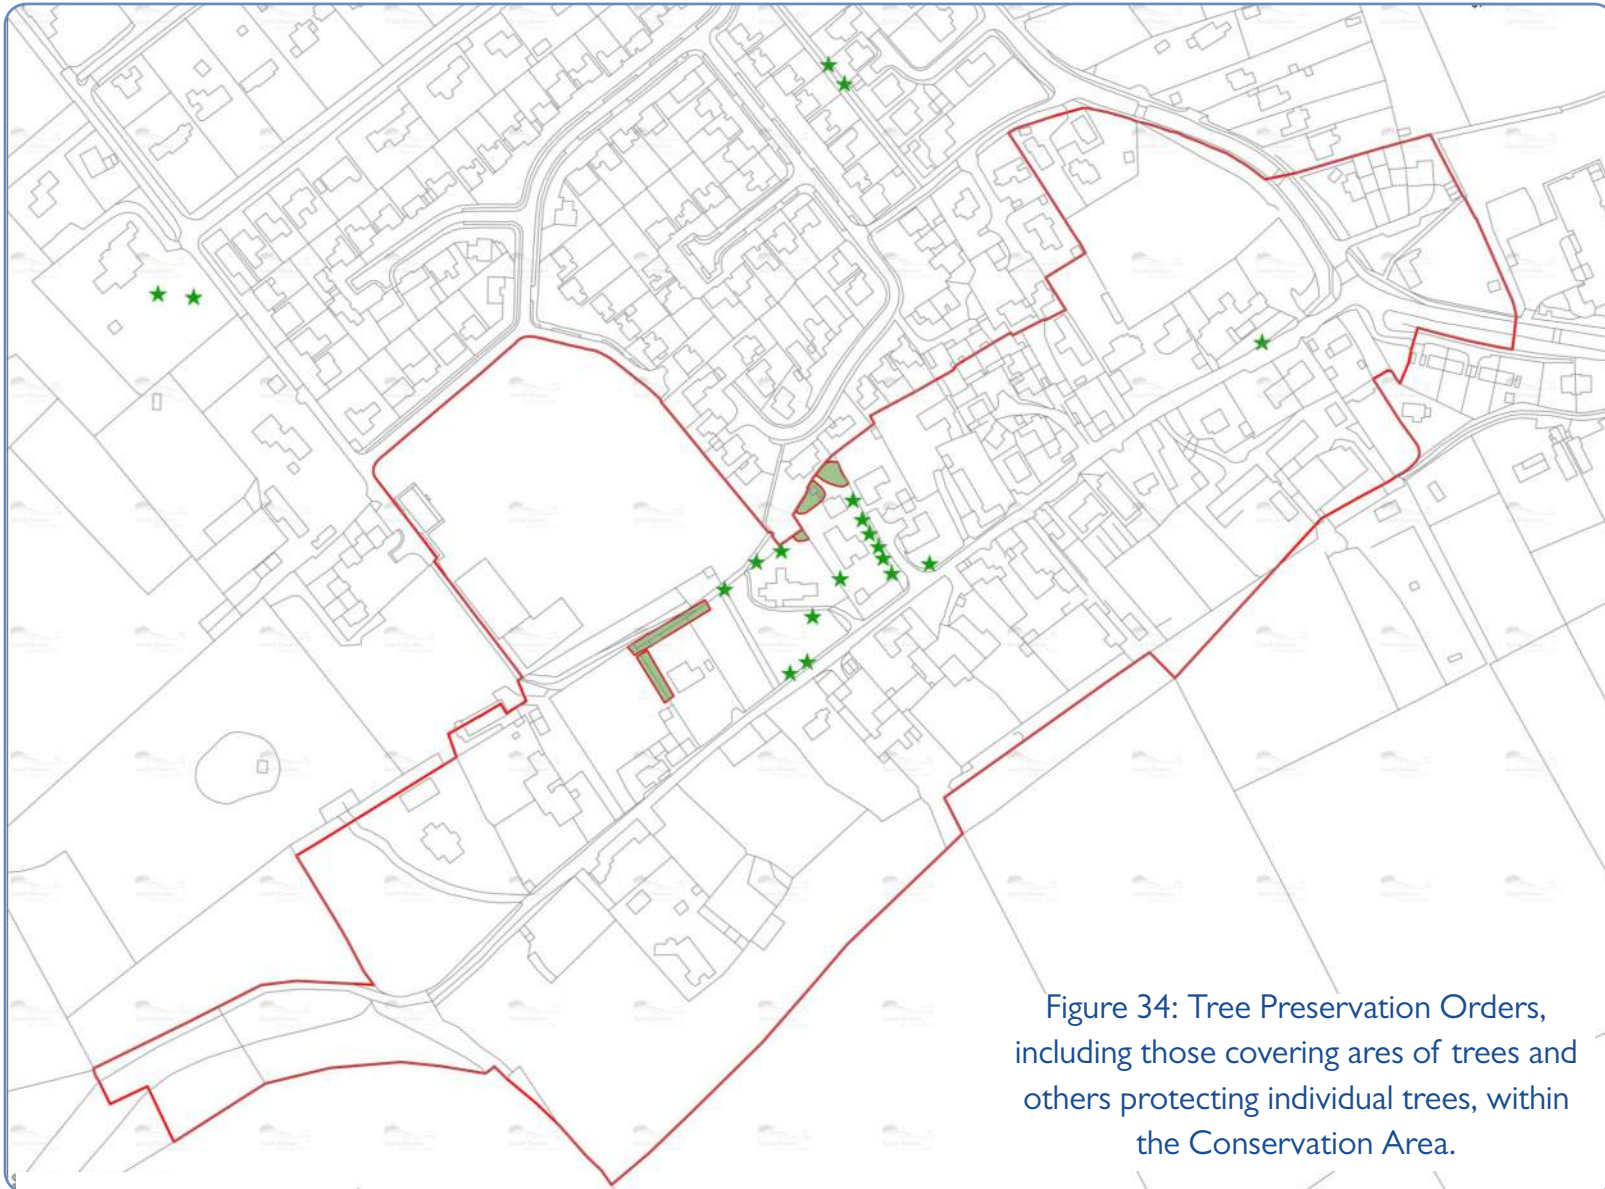 Figure 34: Tree Preservation Orders,
including those covering ares of trees and
others protecting individual trees, within
the Conservation Area.